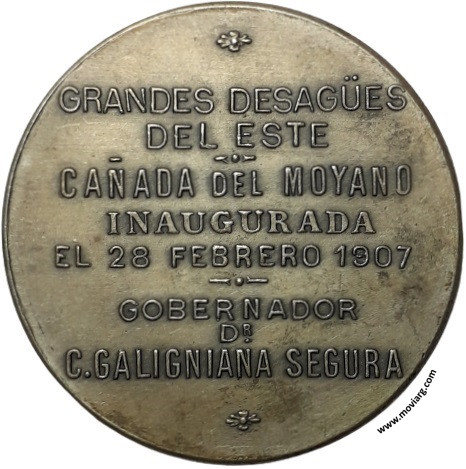 GRANDES DESAGÜES
DEL ESTE
CAÑADA DEL MOYANO
INAUGURADA
EL 28 FEBRERO 1907
GOBERNADOR
DR.
C. GALIGNIANA SEGURA
www.moviarg.com